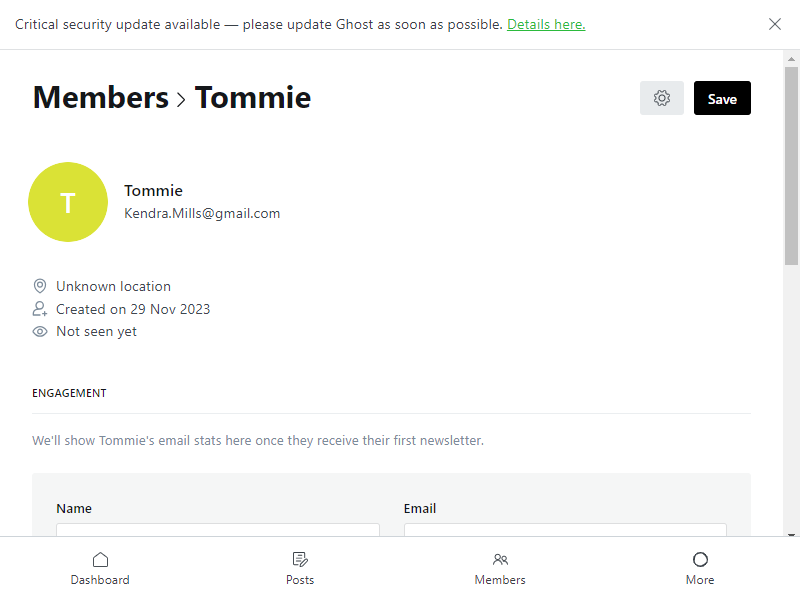 Critical security update available — please update Ghost as soon as possible. Details here.
Members > Tommie
Save
T
Tommie
Kendra.Mills@gmail.com
Unknown location
Created on 29 Nov 2023
Not seen yet
ENGAGEMENT
We'll show Tommie's email stats here once they receive their first newsletter.
Name Email
Dashboard Posts Members More